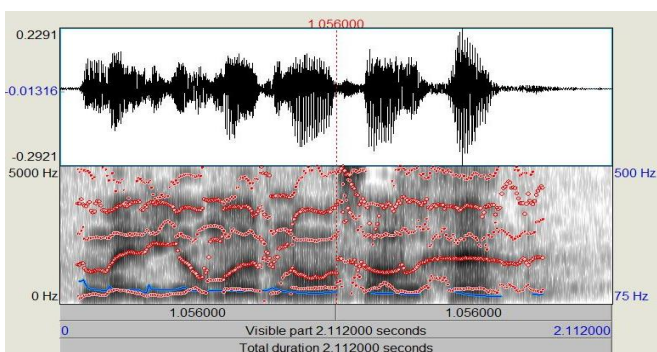 1.056000
0.2291
-0.01316
-0.2921
5000 Hz 500 Hz
0 Hz 75 Hz
1.056000 1.056000
0 Visible part 2.112000 seconds 2.112000
Total duration 2.112000 seconds